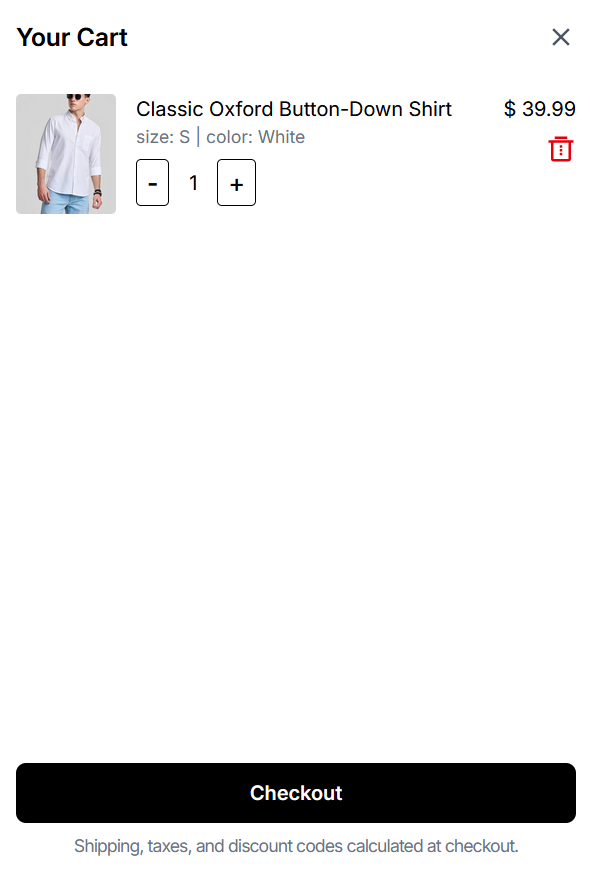 Your Cart
Classic Oxford Button-Down Shirt $ 39.99
size: S | color: White
- 1 +
Checkout
Shipping, taxes, and discount codes calculated at checkout.